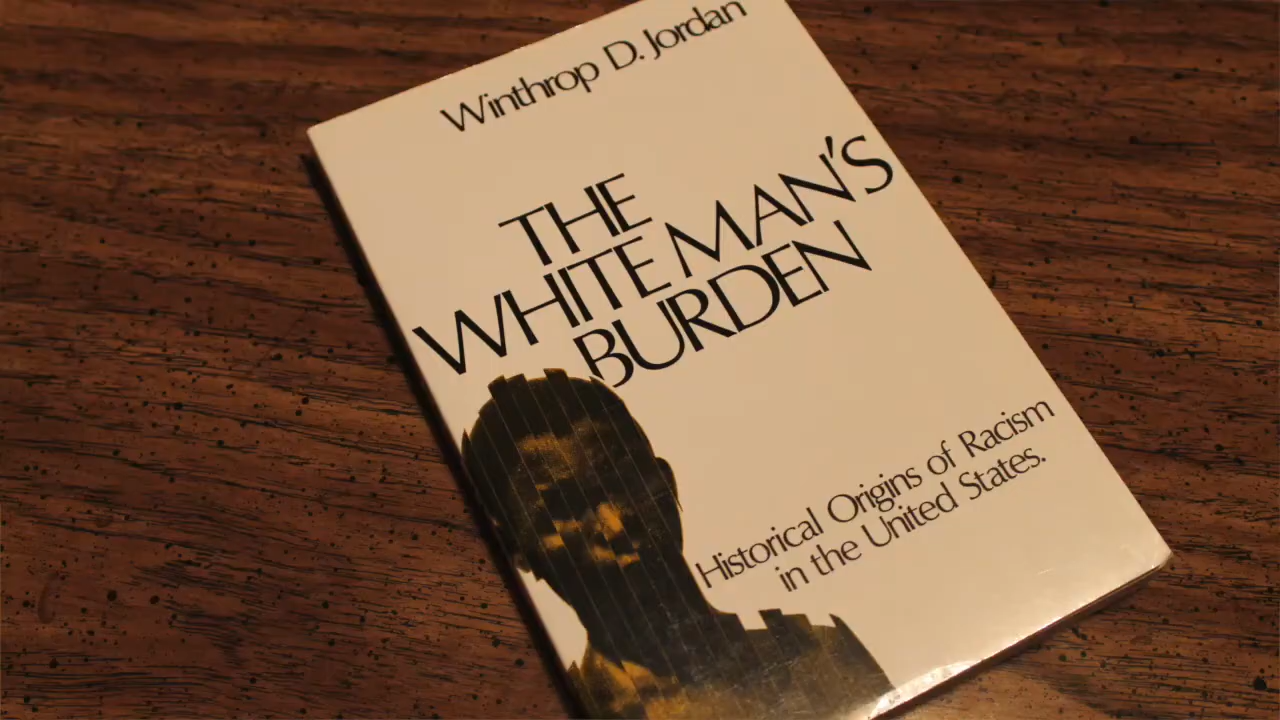 Winthrop D. Jordan
THE
WHITE MAN'S
BURDEN
Historical Origins of Racism
in the United States.